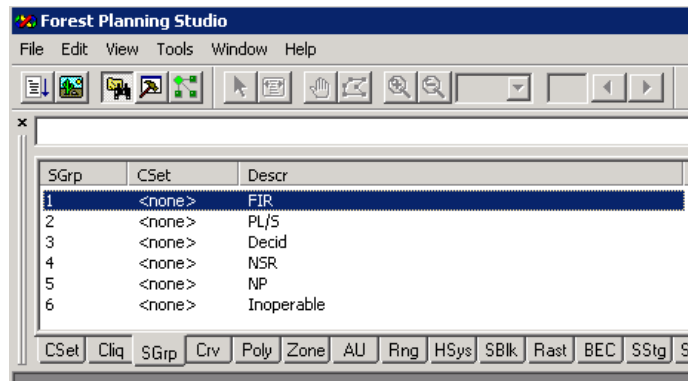 Forest Planning Studio
File Edit View Tools Window Help
×
SGrp CSet Descr
1 <none> FIR
2 <none> PL/S
3 <none> Decid
4 <none> NSR
5 <none> NP
6 <none> Inoperable
CSet Cliq SGrp Crv Poly Zone AU Rng HSys SBlk Rast BEC SStg S